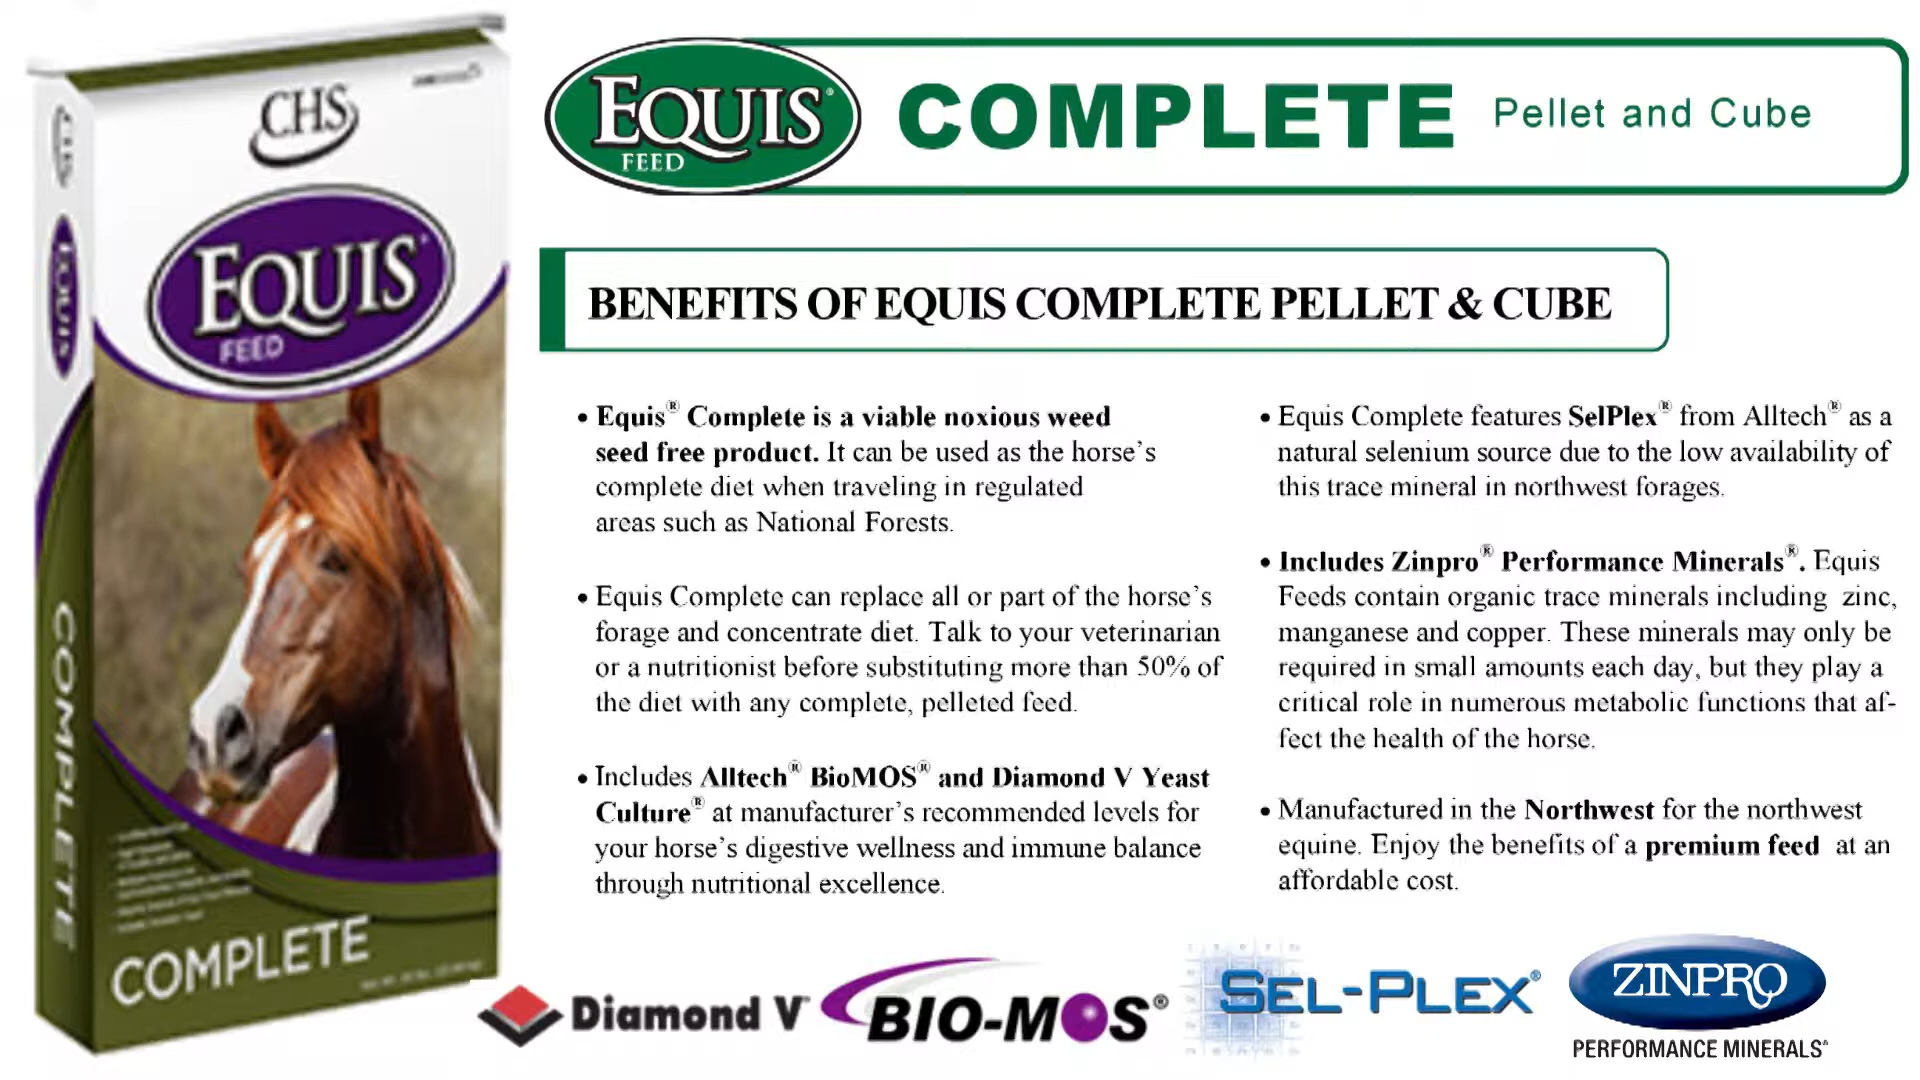 CHS
EQUIS®
FEED
EQUIS
COMPLETE
COMPLETE
EQUIS®
FEED
COMPLETE Pellet and Cube
BENEFITS OF EQUIS COMPLETE PELLET & CUBE
• Equis® Complete is a viable noxious weed
seed free product. It can be used as the horse's
complete diet when traveling in regulated
areas such as National Forests.
• Equis Complete can replace all or part of the horse's
forage and concentrate diet. Talk to your veterinarian
or a nutritionist before substituting more than 50% of
the diet with any complete, pelleted feed.
• Includes Alltech® BioMOS® and Diamond V Yeast
Culture® at manufacturer's recommended levels for
your horse's digestive wellness and immune balance
through nutritional excellence.
• Equis Complete features SelPlex® from Alltech® as a
natural selenium source due to the low availability of
this trace mineral in northwest forages.
• Includes Zinpro® Performance Minerals®. Equis
Feeds contain organic trace minerals including zinc,
manganese and copper. These minerals may only be
required in small amounts each day, but they play a
critical role in numerous metabolic functions that af-
fect the health of the horse.
• Manufactured in the Northwest for the northwest
equine. Enjoy the benefits of a premium feed at an
affordable cost.
Diamond V
BIO-MOS®
SEL-PLEX®
ZINPRO
PERFORMANCE MINERALS®